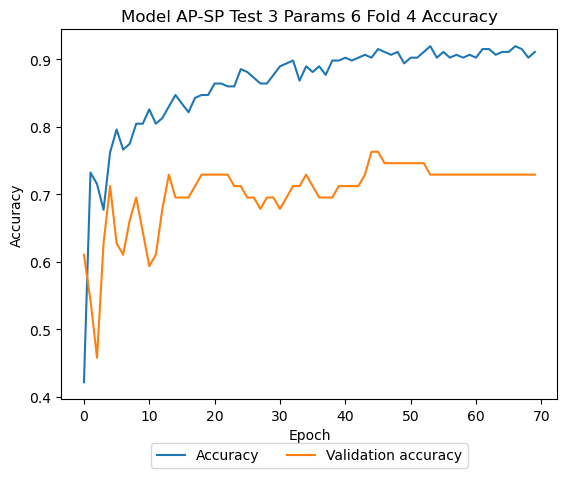 Model AP-SP Test 3 Params 6 Fold 4 Accuracy
Accuracy
0.9
0.8
0.7
0.6
0.5
0.4
0 10 20 30 40 50 60 70
Epoch
Accuracy Validation accuracy